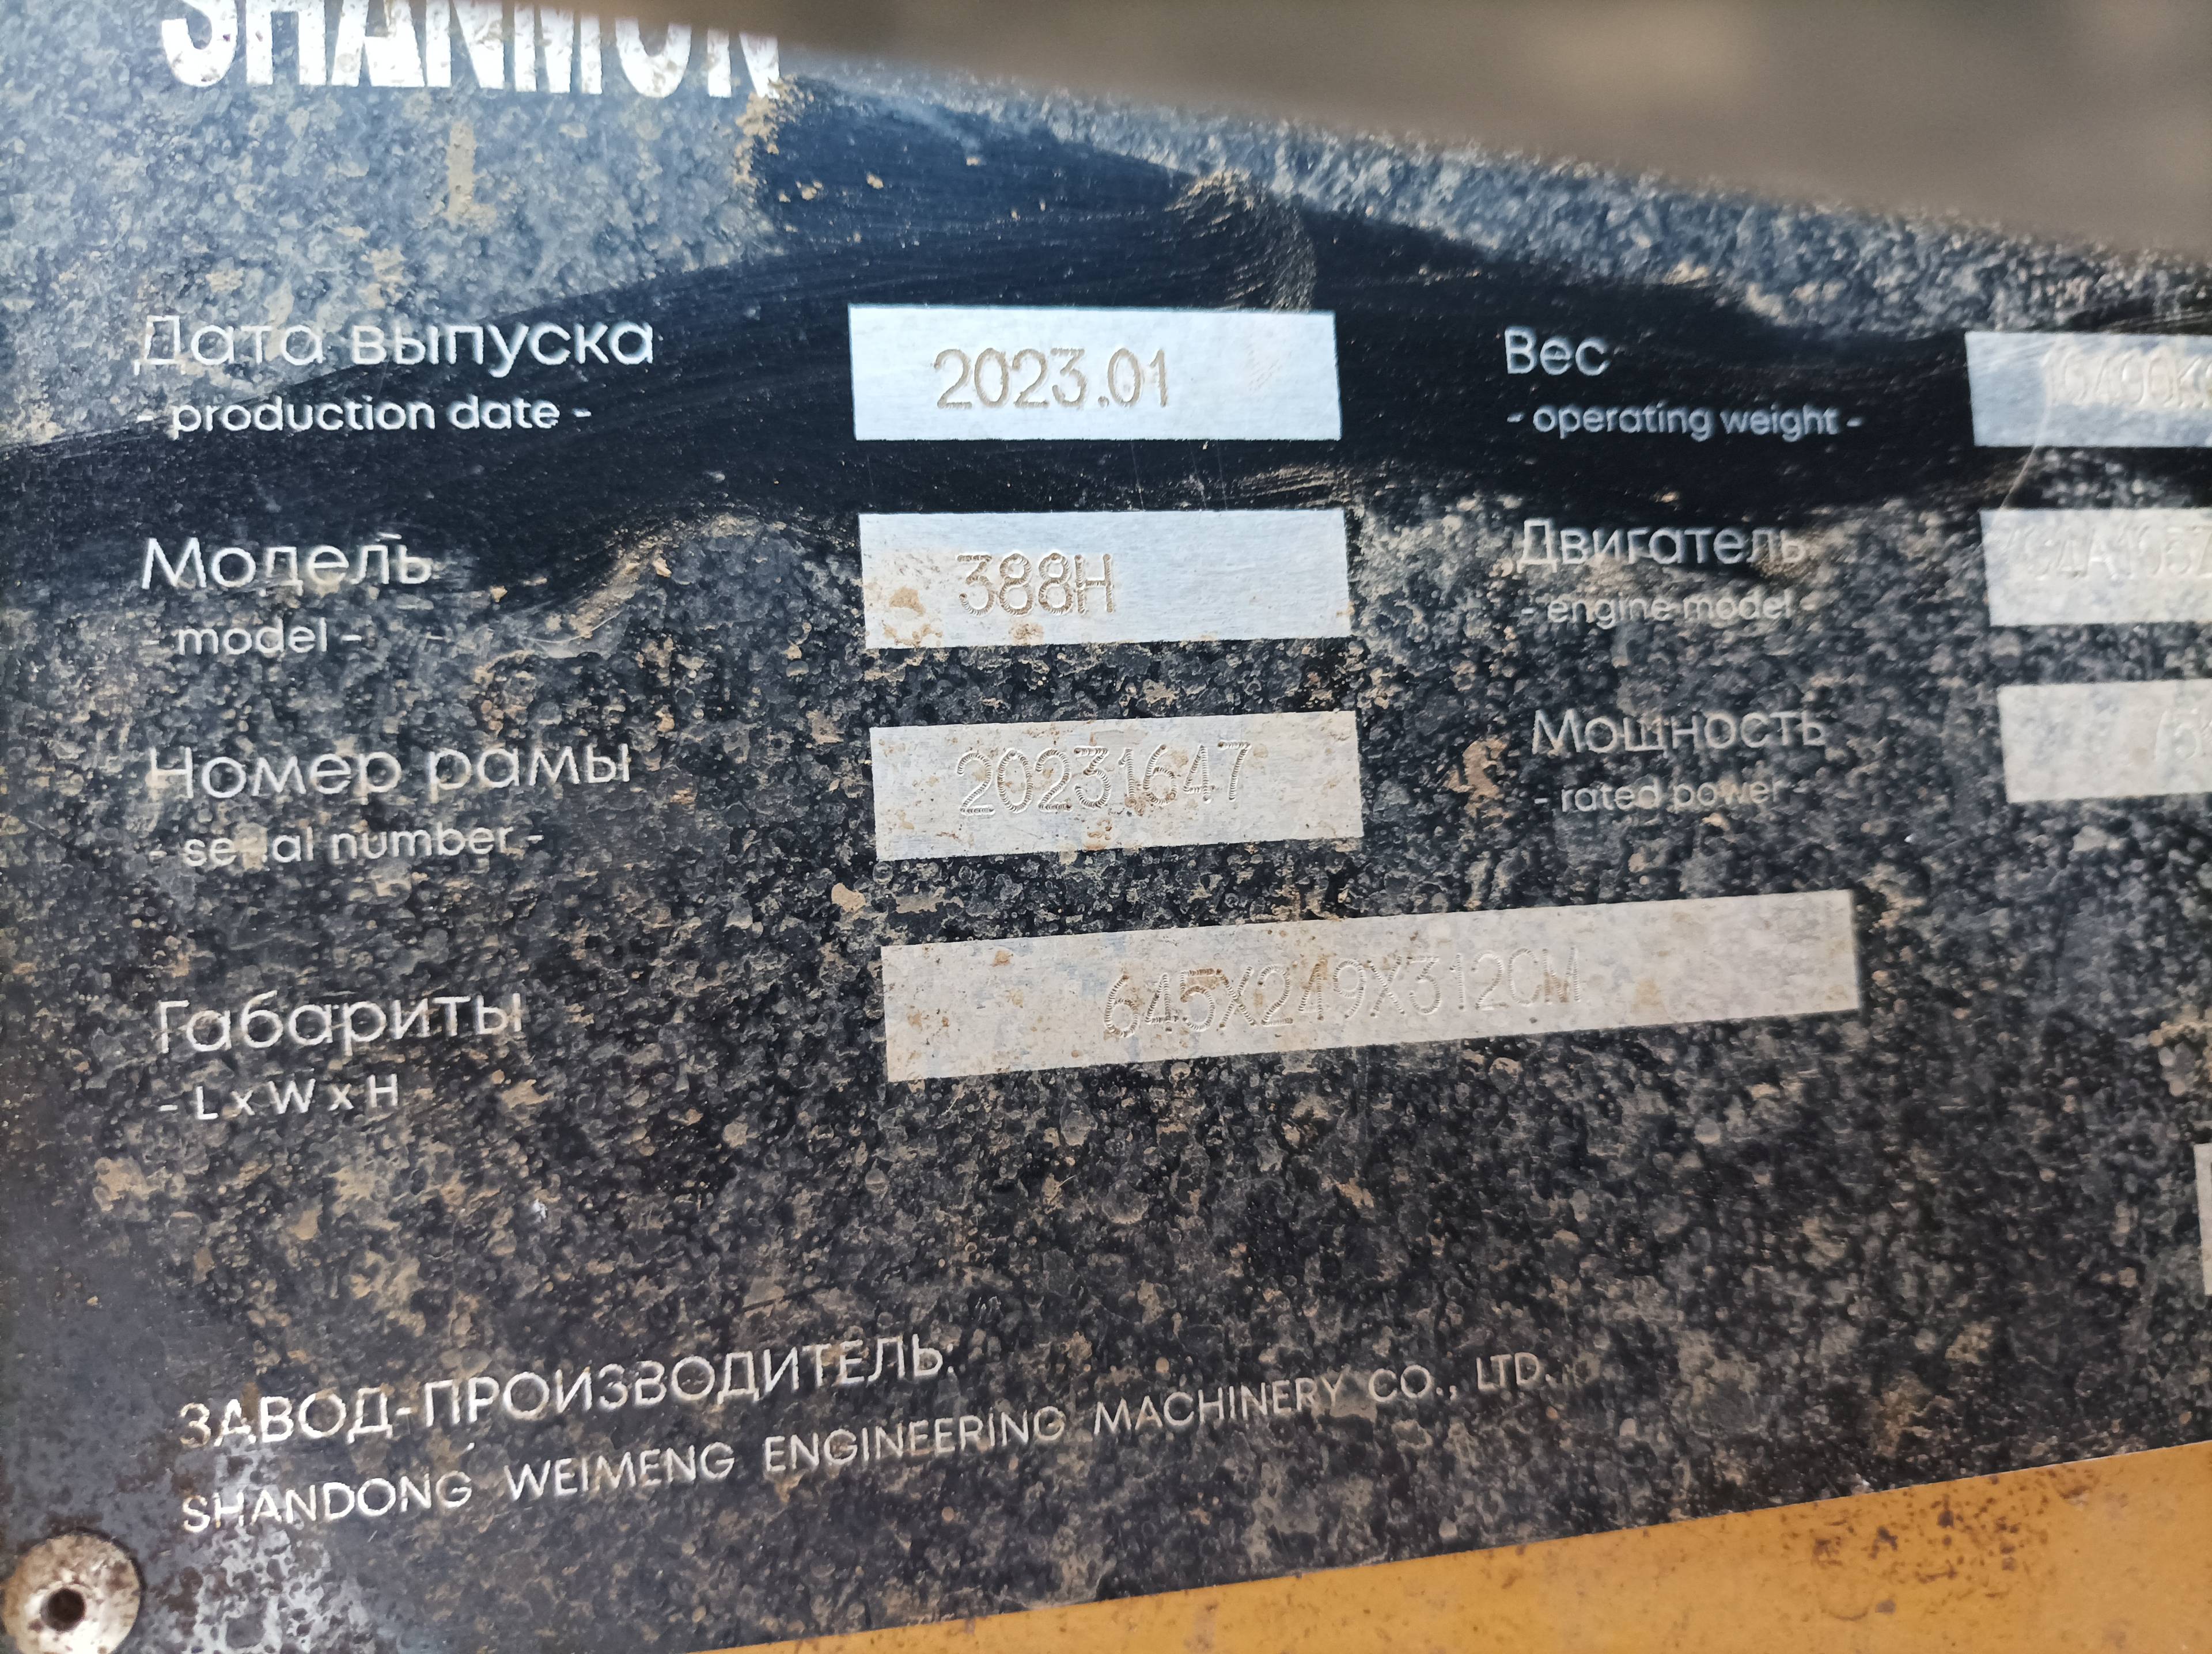 SHANMON
Дата выпуска 2023.01
- production date -
Модель 388H
- model -
Номер рамы 20231647
- serial number -
Габариты 645X249X312CM
- L x W x H
Вес
- operating weight -
Двигатель
- engine model -
Мощность
- rated power -
ЗАВОД-ПРОИЗВОДИТЕЛЬ:
SHANDONG WEIMENG ENGINEERING MACHINERY CO., LTD.